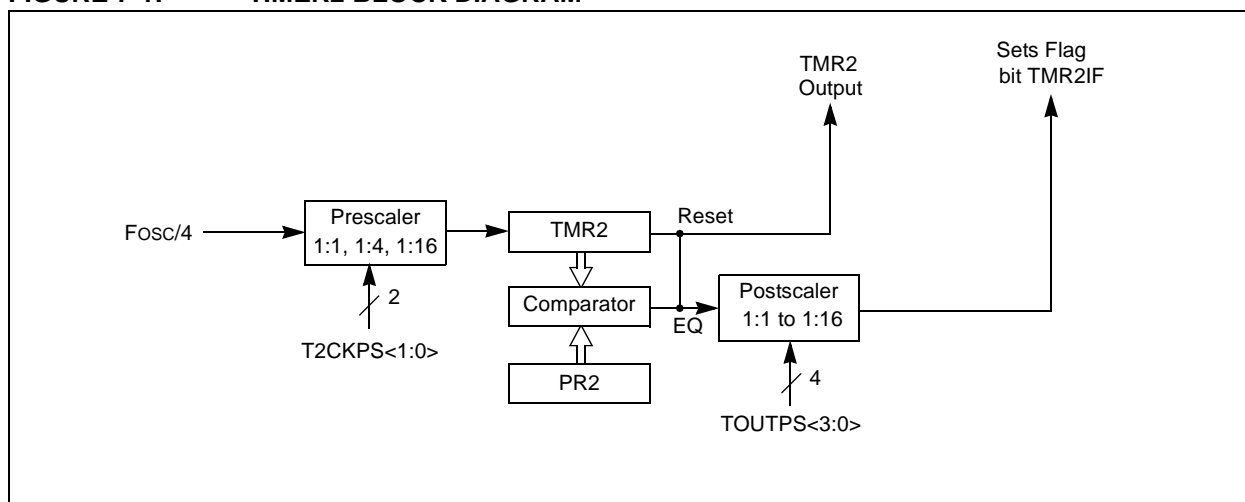 TMR2
Output
Sets Flag
bit TMR2IF
FOSC/4
Prescaler
1:1, 1:4, 1:16
2
T2CKPS<1:0>
TMR2
Reset
Comparator
EQ
PR2
Postscaler
1:1 to 1:16
4
TOUTPS<3:0>